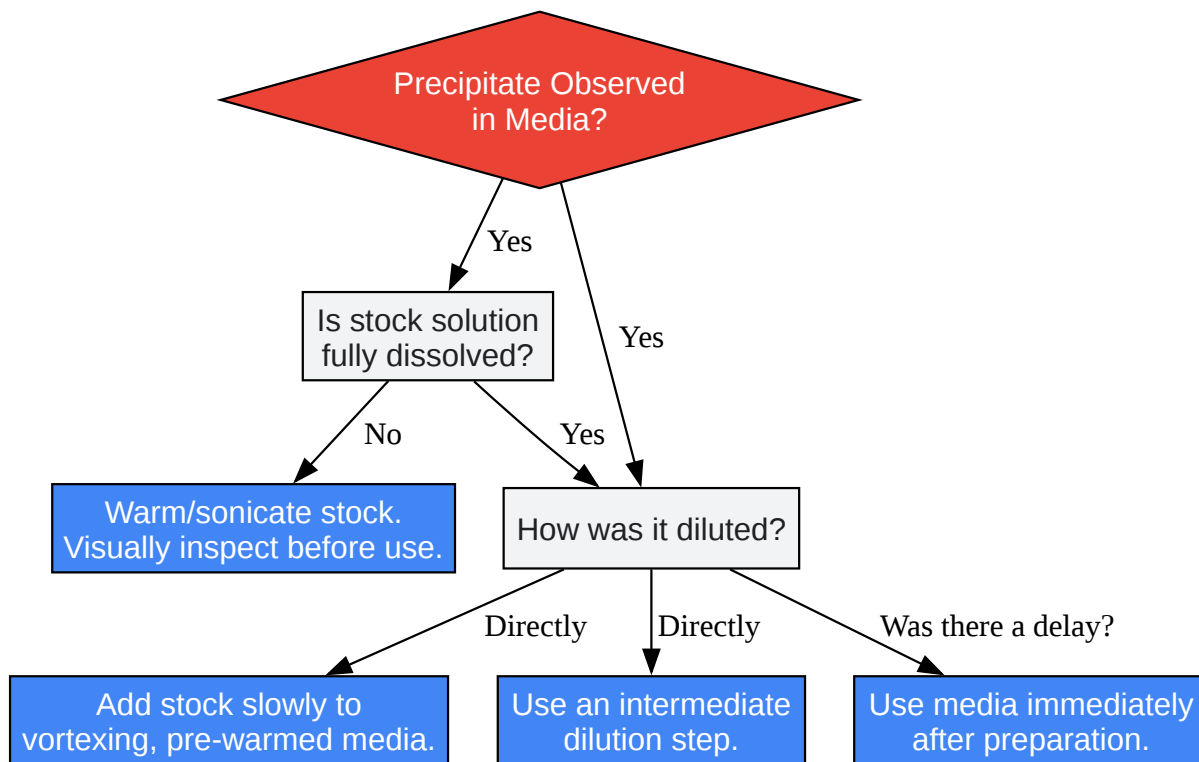 Precipitate Observed
in Media?
Yes
Is stock solution
fully dissolved?
Yes
No
Yes
Warm/sonicate stock.
Visually inspect before use.
How was it diluted?
Directly
Directly
Was there a delay?
Add stock slowly to
vortexing, pre-warmed media.
Use an intermediate
dilution step.
Use media immediately
after preparation.